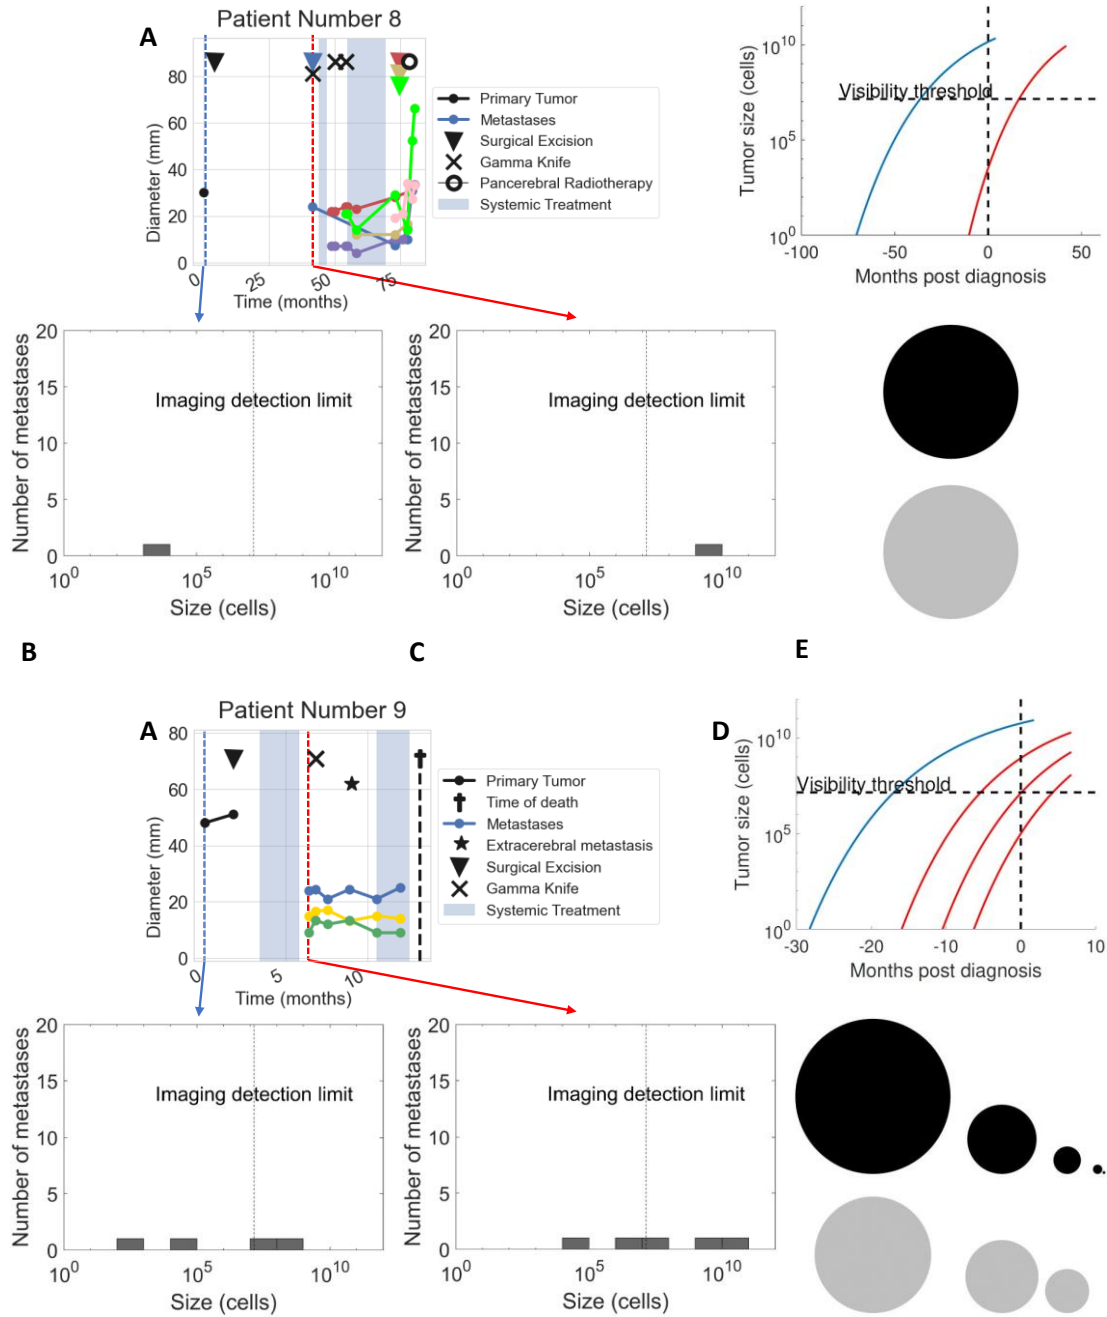 Patient Number 8
A
Diameter (mm)
80
60
40
20
0
0
25
50
75
Time (months)
Primary Tumor
Metastases
Surgical Excision
Gamma Knife
Pancerebral Radiotherapy
Systemic Treatment
Tumor size (cells)
10^10
10^5
10^0
Visibility threshold
-100
-50
0
50
Months post diagnosis
Number of metastases
20
15
10
5
0
Imaging detection limit
10^0
10^5
10^10
Size (cells)
Number of metastases
20
15
10
5
0
Imaging detection limit
10^0
10^5
10^10
Size (cells)
B
C
E
Patient Number 9
A
Diameter (mm)
80
60
40
20
0
0
5
10
Time (months)
Primary Tumor
Time of death
Metastases
Extracerebral metastasis
Surgical Excision
Gamma Knife
Systemic Treatment
D
Tumor size (cells)
10^10
10^5
10^0
Visibility threshold
-30
-20
-10
0
10
Months post diagnosis
Number of metastases
20
15
10
5
0
Imaging detection limit
10^0
10^5
10^10
Size (cells)
Number of metastases
20
15
10
5
0
Imaging detection limit
10^0
10^5
10^10
Size (cells)